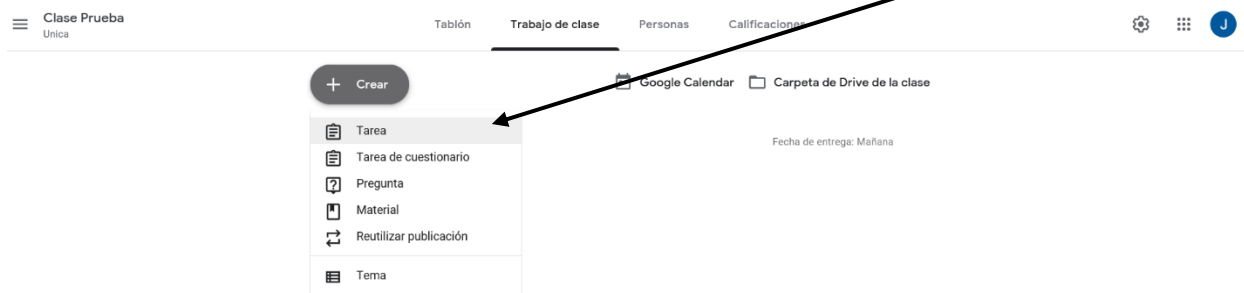 Clase Prueba
Unica
Tablón Trabajo de clase Personas Calificaciones
J
Crear
Google Calendar Carpeta de Drive de la clase
Tarea
Fecha de entrega: Mañana
Tarea de cuestionario
Pregunta
Material
Reutilizar publicación
Tema